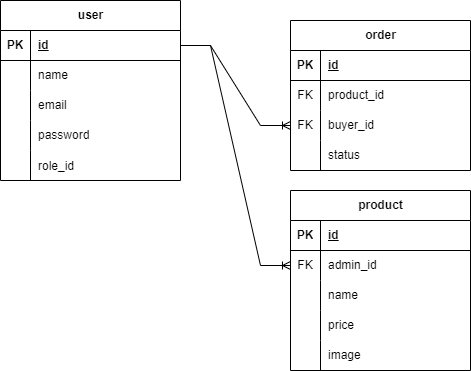 user
PK id
name
email
password
role_id
order
PK id
FK product_id
FK buyer_id
status
product
PK id
FK admin_id
name
price
image